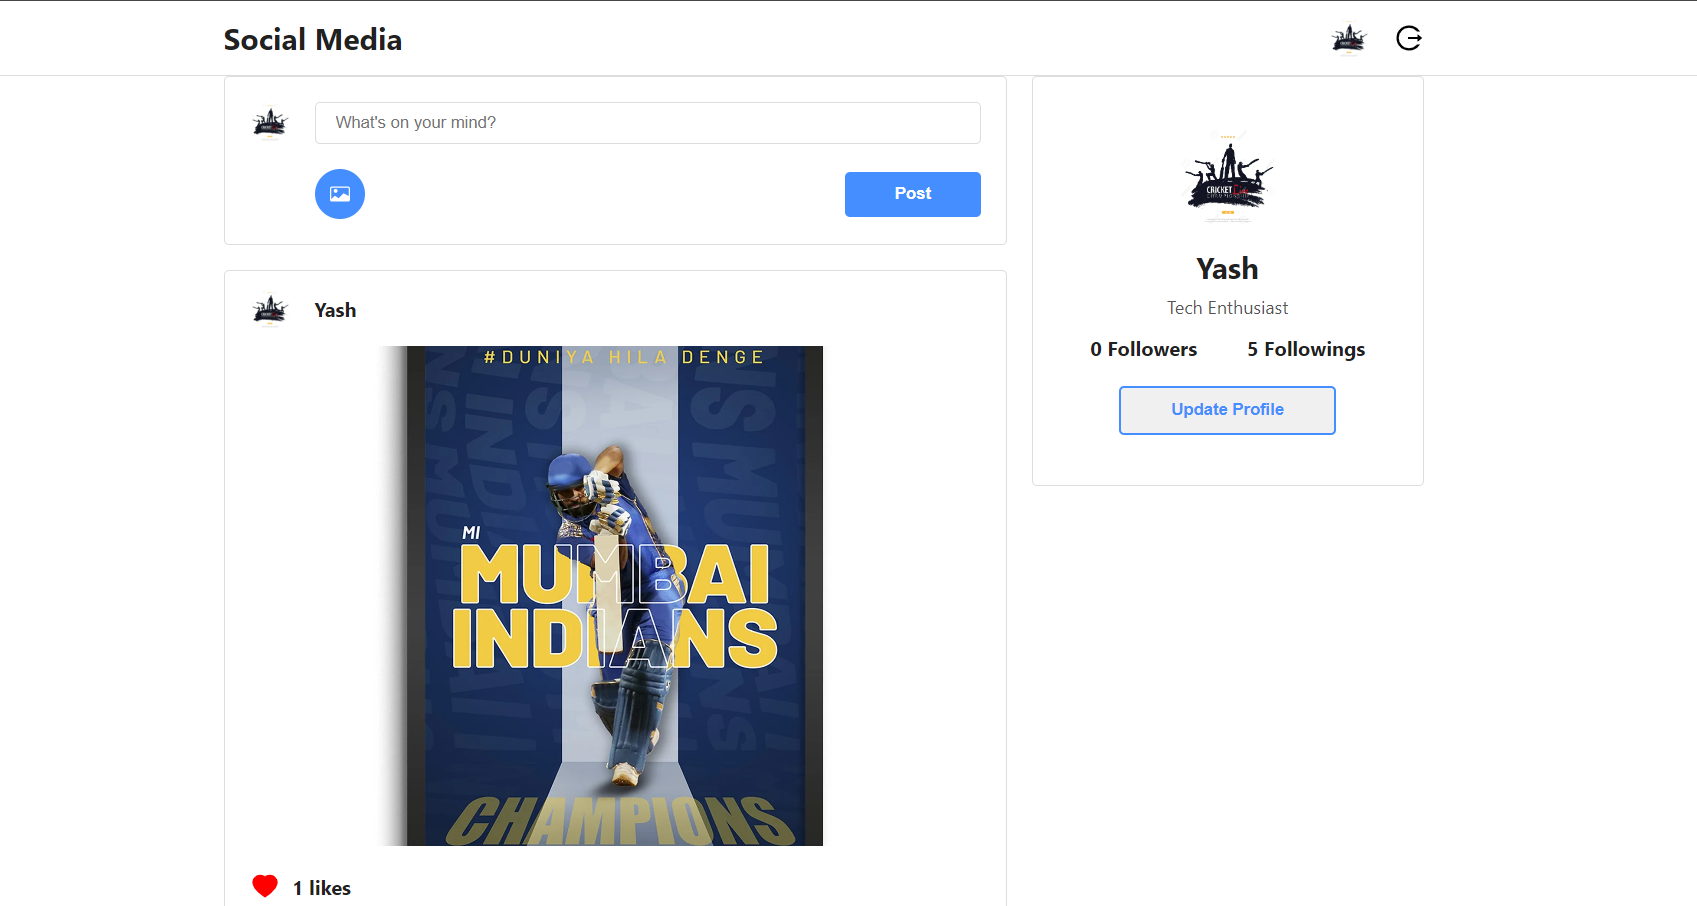 Social Media
What's on your mind?
Post
Yash
#DUNIYA HILA DENGE
MI
MUMBAI
INDIANS
CHAMPIONS
1 likes
CRICKET
Yash
Tech Enthusiast
0 Followers
5 Followings
Update Profile